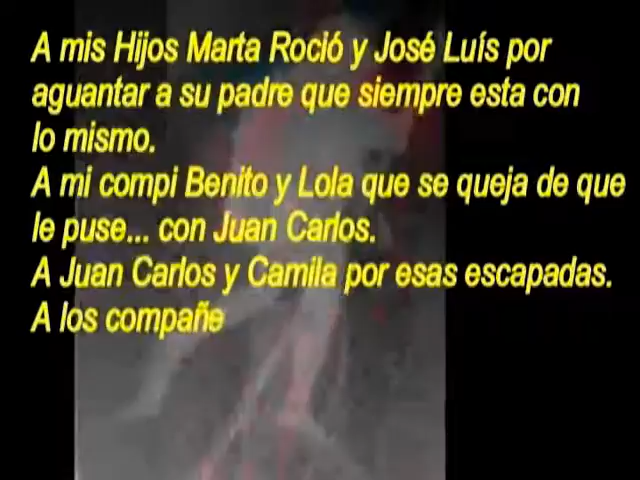 A mis Hijos Marta Roció y José Luís por
aguantar a su padre que siempre esta con
lo mismo.
A mi compi Benito y Lola que se queja de que
le puse... con Juan Carlos.
A Juan Carlos y Camila por esas escapadas.
A los compañe